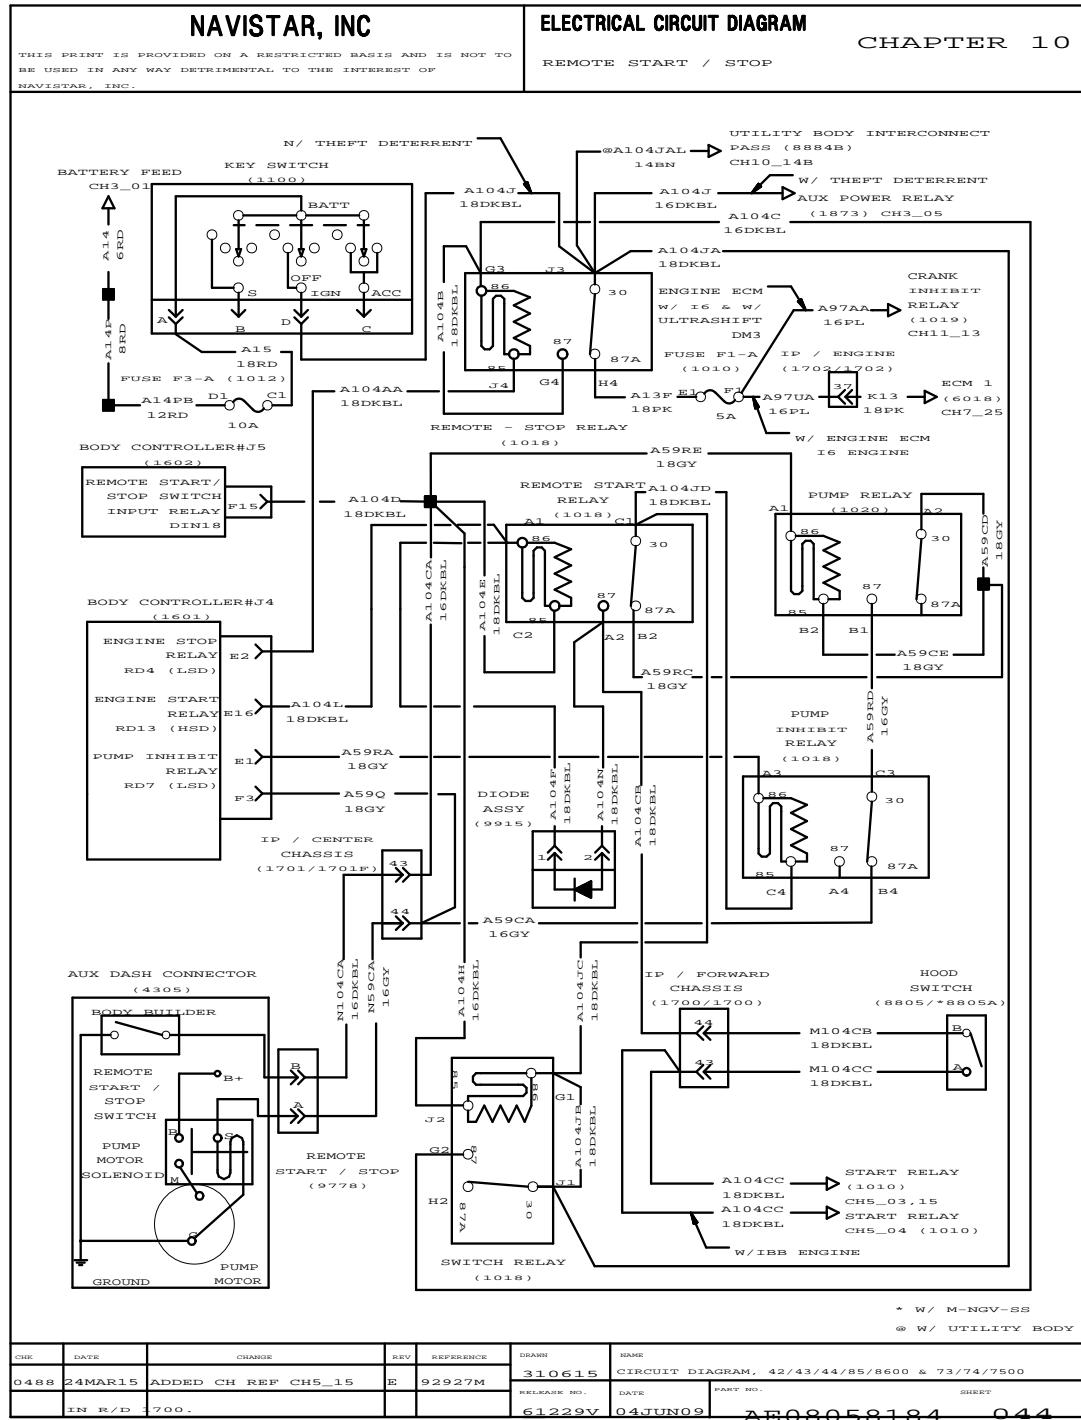 NAVISTAR, INC
THIS PRINT IS PROVIDED ON A RESTRICTED BASIS AND IS NOT TO
BE USED IN ANY WAY DETRIMENTAL TO THE INTEREST OF
NAVISTAR, INC.
ELECTRICAL CIRCUIT DIAGRAM
REMOTE START / STOP
CHAPTER 10
N/ THEFT DETERRENT
@A104JAL
14BN
UTILITY BODY INTERCONNECT
PASS (8884B)
CH10_14B
BATTERY FEED
CH3_01
KEY SWITCH
(1100)
BATT
OFF
S
IGN
ACC
A
B
D
C
A14
6RD
A14P
8RD
A15
18RD
FUSE F3-A (1012)
A14PB
12RD
D1
C1
10A
A104J
18DKBL
A104J
16DKBL
W/ THEFT DETERRENT
AUX POWER RELAY
(1873) CH3_05
A104C
16DKBL
A104JA
18DKBL
A104B
18DKBL
G3
J3
86
30
85
87
87A
J4
G4
H4
REMOTE - STOP RELAY
(1018)
ENGINE ECM
W/ I6 & W/
ULTRASHIFT
DM3
A97AA
16PL
CRANK
INHIBIT
RELAY
(1019)
CH11_13
FUSE F1-A
(1010)
IP / ENGINE
(1702/1702)
A13F
18PK
E1
F1
5A
A97UA
16PL
37
K13
18PK
ECM 1
(6018)
CH7_25
W/ ENGINE ECM
I6 ENGINE
A104AA
18DKBL
BODY CONTROLLER#J5
(1602)
REMOTE START/
STOP SWITCH
INPUT RELAY
DIN18
F15
A104D
18DKBL
A59RE
18GY
REMOTE START
RELAY
(1018)
A104JD
18DKBL
A1
C1
86
30
85
87
87A
C2
A2
B2
A104CA
16DKBL
A104E
18DKBL
PUMP RELAY
(1020)
A1
A2
86
30
85
87
87A
B2
B1
A59CD
18GY
A59CE
18GY
A59RC
18GY
A59RD
16GY
BODY CONTROLLER#J4
(1601)
ENGINE STOP
RELAY
RD4 (LSD)
E2
ENGINE START
RELAY
RD13 (HSD)
E16
PUMP INHIBIT
RELAY
RD7 (LSD)
E1
F3
A104L
18DKBL
A59RA
18GY
A59Q
18GY
PUMP
INHIBIT
RELAY
(1018)
A3
C3
86
30
85
87
87A
C4
A4
B4
A104F
18DKBL
A104N
18DKBL
A104CB
18DKBL
DIODE
ASSY
(9915)
1
2
IP / CENTER
CHASSIS
(1701/1701F)
43
44
A59CA
16GY
N104CA
16DKBL
N59CA
16GY
A104H
16DKBL
A104JC
18DKBL
AUX DASH CONNECTOR
(4305)
BODY BUILDER
REMOTE
START /
STOP
SWITCH
B+
B
S
M
G
PUMP
MOTOR
SOLENOID
GROUND
PUMP
MOTOR
B
A
REMOTE
START / STOP
(9778)
85
86
J2
G1
G2
87
H2
87A
30
J1
A104JB
18DKBL
SWITCH RELAY
(1018)
IP / FORWARD
CHASSIS
(1700/1700)
44
43
M104CB
18DKBL
M104CC
18DKBL
HOOD
SWITCH
(8805/*8805A)
B
A
A104CC
18DKBL
START RELAY
(1010)
CH5_03,15
A104CC
18DKBL
START RELAY
CH5_04 (1010)
W/IBB ENGINE
* W/ M-NGV-SS
@ W/ UTILITY BODY
CHK DATE CHANGE REV REFERENCE
0488 24MAR15 ADDED CH REF CH5_15 E 92927M
IN R/D 1700.
DRAWN
310615
NAME
CIRCUIT DIAGRAM, 42/43/44/85/8600 & 73/74/7500
RELEASE NO.
61229V
DATE
04JUN09
PART NO.
AE08058184
SHEET
044